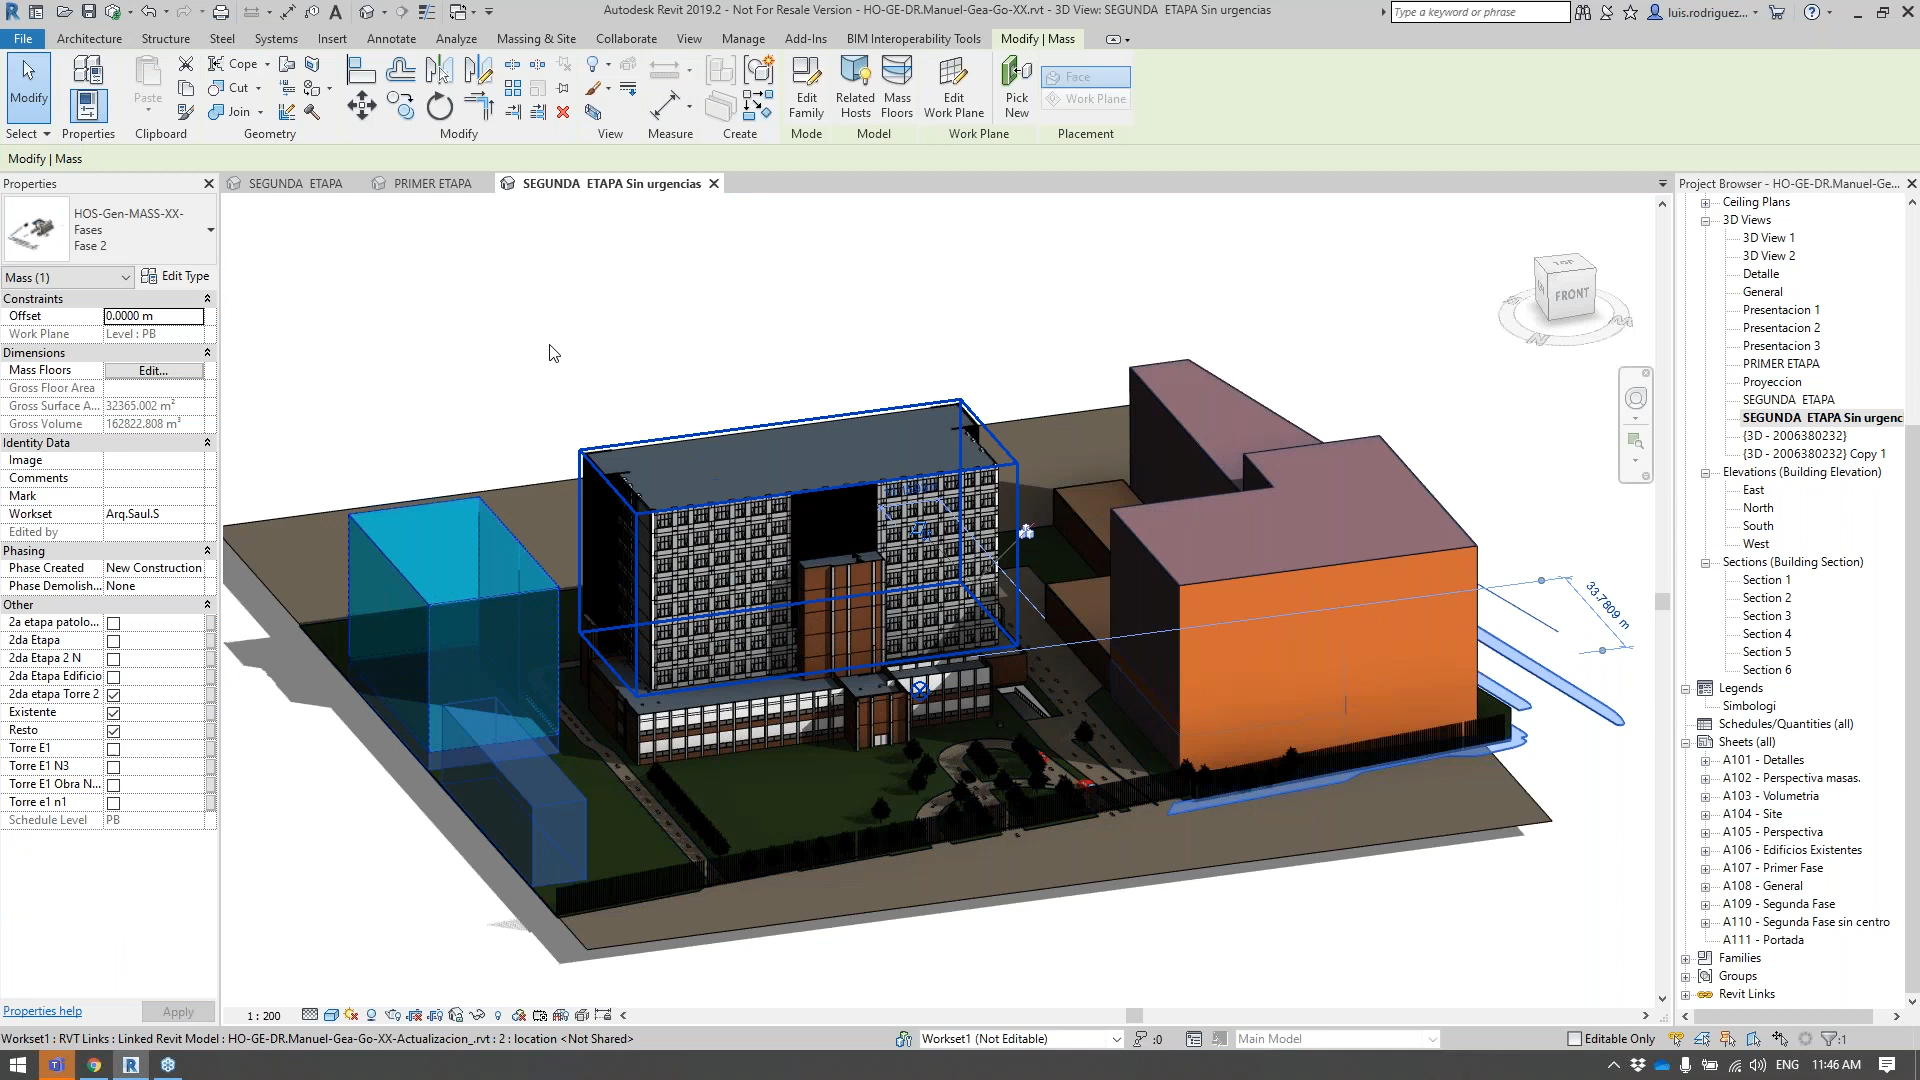 Autodesk Revit 2019.2 - Not For Resale Version - HO-GE-DR.Manuel-Gea-Go-XX.rvt - 3D View: SEGUNDA ETAPA Sin urgencias
Type a keyword or phrase
luis.rodriguez...
File Architecture Structure Steel Systems Insert Annotate Analyze Massing & Site Collaborate View Manage Add-Ins BIM Interoperability Tools Modify | Mass
Cope
Face
Modify
Paste
Cut
Edit Family
Related Hosts
Mass Floors
Edit Work Plane
Pick New
Work Plane
Join
Select Properties Clipboard Geometry Modify View Measure Create Mode Model Work Plane Placement
Modify | Mass
Properties
SEGUNDA ETAPA
PRIMER ETAPA
SEGUNDA ETAPA Sin urgencias
HOS-Gen-MASS-XX-
Fases
Fase 2
Mass (1)
Edit Type
Constraints
Offset 0.0000 m
Work Plane Level : PB
Dimensions
Mass Floors Edit...
Gross Floor Area
Gross Surface A... 32365.002 m²
Gross Volume 162822.808 m³
Identity Data
Image
Comments
Mark
Workset Arq.Saul.S
Edited by
Phasing
Phase Created New Construction
Phase Demolish... None
Other
2a etapa patolo...
2da Etapa
2da Etapa 2 N
2da Etapa Edificio
2da etapa Torre 2
Existente
Resto
Torre E1
Torre E1 N3
Torre E1 Obra N...
Torre e1 n1
Schedule Level PB
Properties help
Apply
TOP
FRONT
33.7809 m
1 : 200
Project Browser - HO-GE-DR.Manuel-Ge...
Ceiling Plans
3D Views
3D View 1
3D View 2
Detalle
General
Presentacion 1
Presentacion 2
Presentacion 3
PRIMER ETAPA
Proyeccion
SEGUNDA ETAPA
SEGUNDA ETAPA Sin urgenc
{3D - 2006380232}
{3D - 2006380232} Copy 1
Elevations (Building Elevation)
East
North
South
West
Sections (Building Section)
Section 1
Section 2
Section 3
Section 4
Section 5
Section 6
Legends
Simbologi
Schedules/Quantities (all)
Sheets (all)
A101 - Detalles
A102 - Perspectiva masas.
A103 - Volumetria
A104 - Site
A105 - Perspectiva
A106 - Edificios Existentes
A107 - Primer Fase
A108 - General
A109 - Segunda Fase
A110 - Segunda Fase sin centro
A111 - Portada
Families
Groups
Revit Links
Workset1 : RVT Links : Linked Revit Model : HO-GE-DR.Manuel-Gea-Go-XX-Actualizacion_.rvt : 2 : location <Not Shared>
Workset1 (Not Editable)
:0
Main Model
Editable Only
:1
ENG 11:46 AM